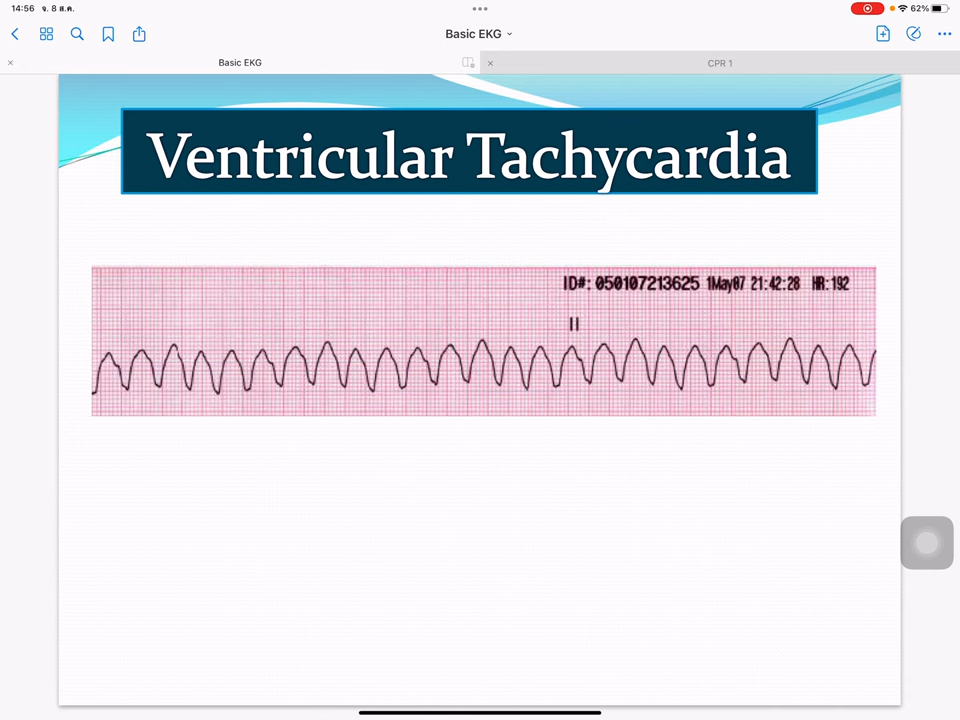 14:56 จ. 8 ส.ค.
62%
Basic EKG
Basic EKG
CPR 1
Ventricular Tachycardia
ID#: 050107213625 1May07 21:42:28 HR:192
II